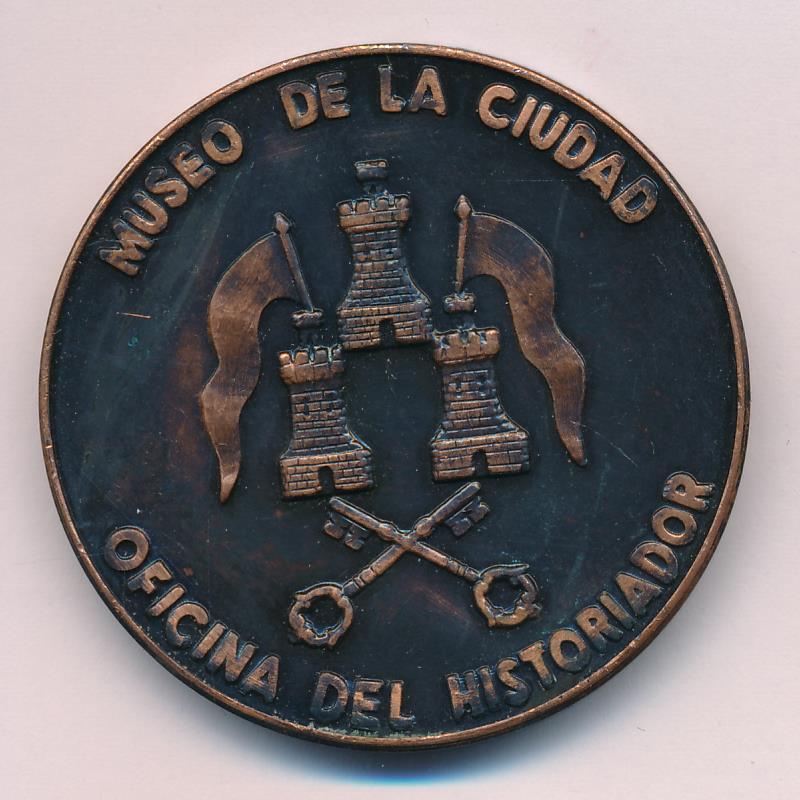 MUSEO DE LA CIUDAD
OFICINA DEL HISTORIADOR